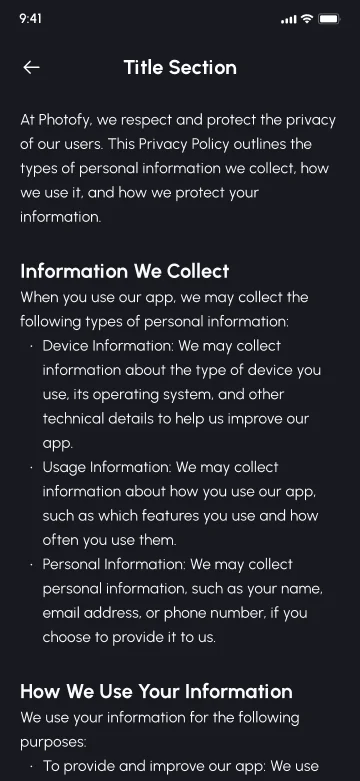 9:41
Title Section
At Photofy, we respect and protect the privacy
of our users. This Privacy Policy outlines the
types of personal information we collect, how
we use it, and how we protect your
information.
Information We Collect
When you use our app, we may collect the
following types of personal information:
· Device Information: We may collect
information about the type of device you
use, its operating system, and other
technical details to help us improve our
app.
· Usage Information: We may collect
information about how you use our app,
such as which features you use and how
often you use them.
· Personal Information: We may collect
personal information, such as your name,
email address, or phone number, if you
choose to provide it to us.
How We Use Your Information
We use your information for the following
purposes:
· To provide and improve our app: We use